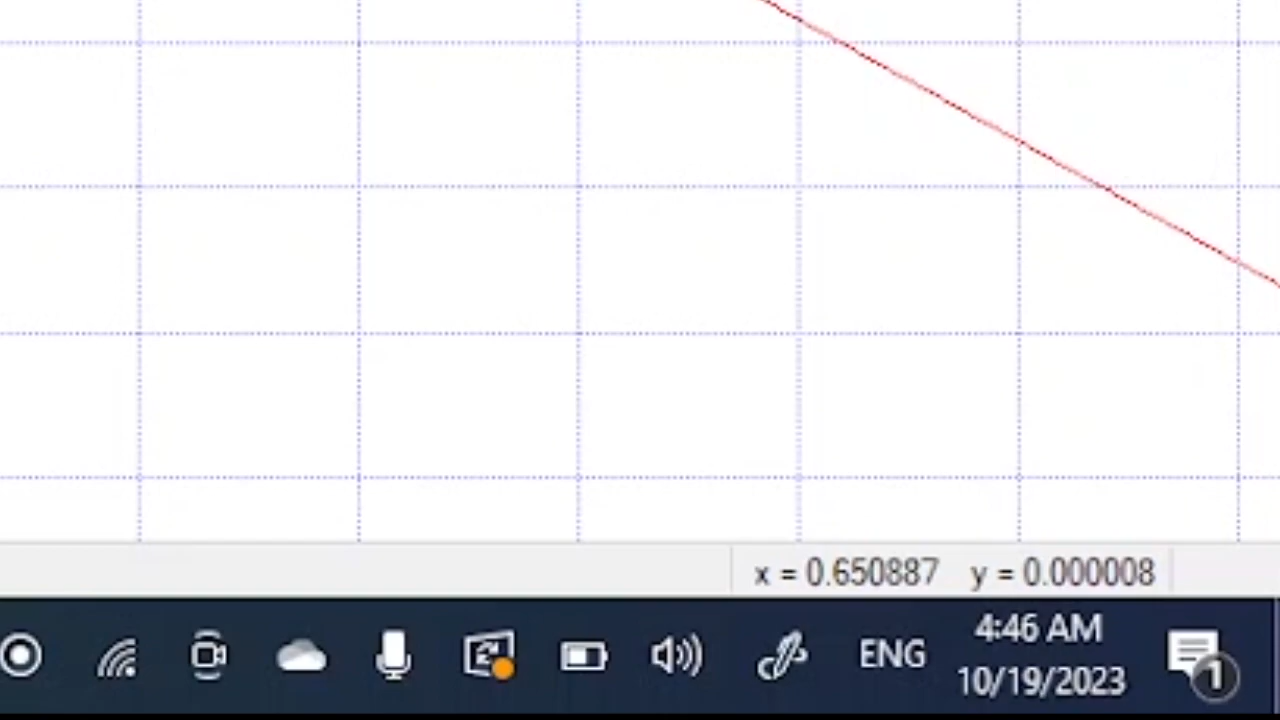 x = 0.650887 y = 0.000008
ENG
4:46 AM
10/19/2023
1